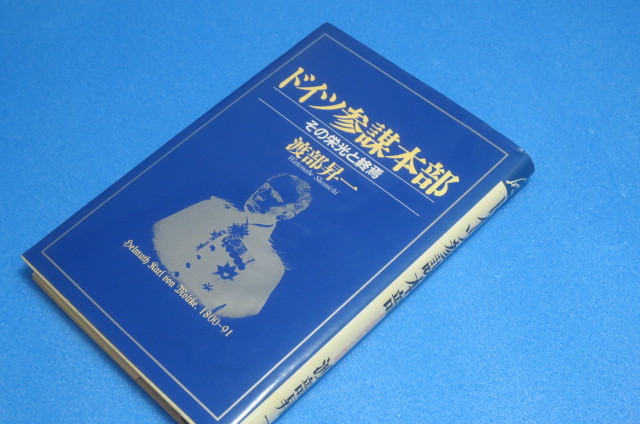 ドイツ参謀本部
その栄光と終焉
渡部昇一
Watanabe Shouichi
Helmuth Karl von Moltke, 1800-91